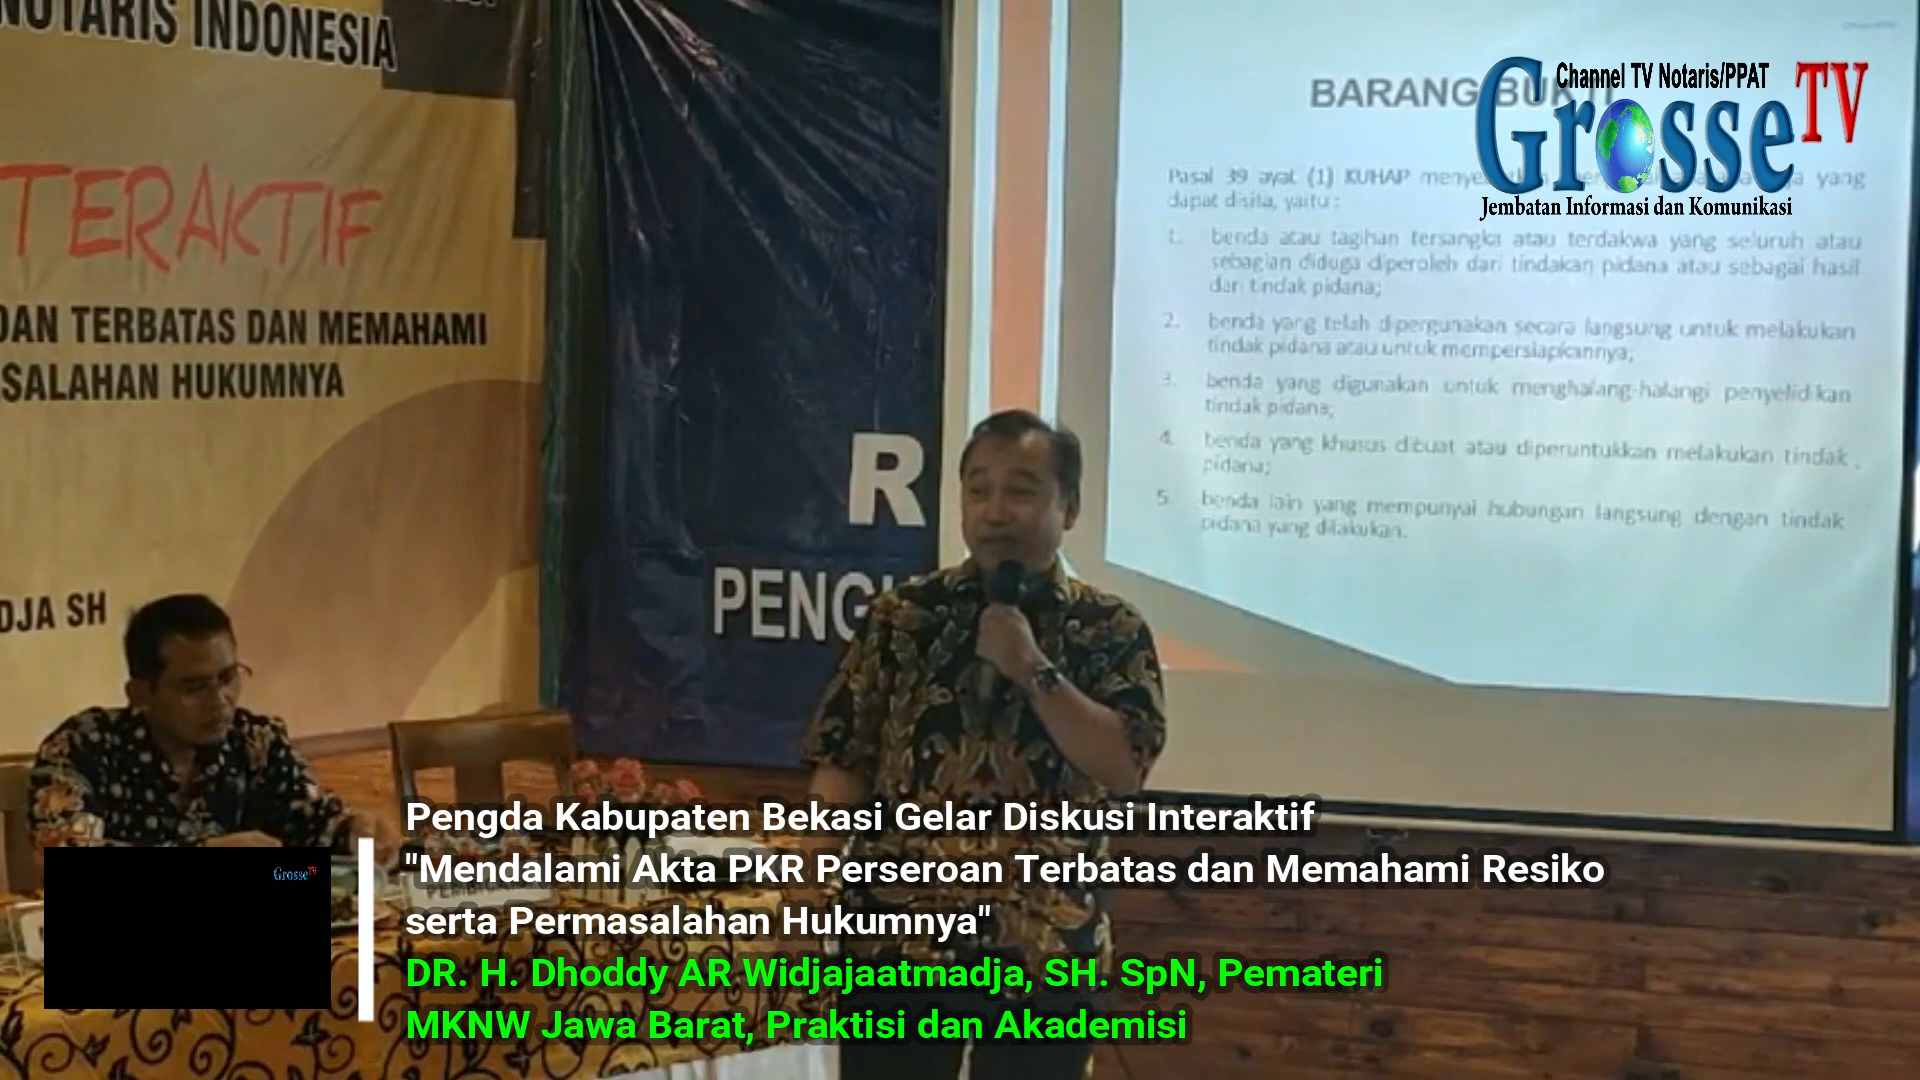 NOTARIS INDONESIA
TERAKTIF
DAN TERBATAS DAN MEMAHAMI
SALAHAN HUKUMNYA
DJA SH
R
PENG
BARANG BUKTI
Pasal 39 ayat (1) KUHAP yang
dapat disita, yaitu :
1. benda atau tagihan tersangka atau terdakwa yang seluruh atau
sebagian diduga diperoleh dari tindakan pidana atau sebagai hasil
dari tindak pidana;
2. benda yang telah dipergunakan secara langsung untuk melakukan
tindak pidana atau untuk mempersiapkannya;
3. benda yang digunakan untuk menghalang-halangi penyelidikan
tindak pidana;
4. benda yang khusus dibuat atau diperuntukkan melakukan tindak
pidana;
5. benda lain yang mempunyai hubungan langsung dengan tindak
pidana yang dilakukan.
Channel TV Notaris/PPAT
Grosse TV
Jembatan Informasi dan Komunikasi
Grosse TV
Pengda Kabupaten Bekasi Gelar Diskusi Interaktif
"Mendalami Akta PKR Perseroan Terbatas dan Memahami Resiko
serta Permasalahan Hukumnya"
DR. H. Dhoddy AR Widjajaatmadja, SH. SpN, Pemateri
MKNW Jawa Barat, Praktisi dan Akademisi